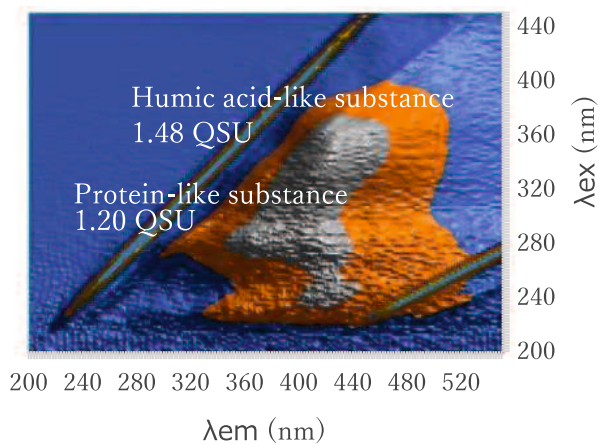 Humic acid-like substance
1.48 QSU
Protein-like substance
1.20 QSU
440
400
360
320
280
240
200
λex (nm)
200 240 280 320 360 400 440 480 520
λem (nm)